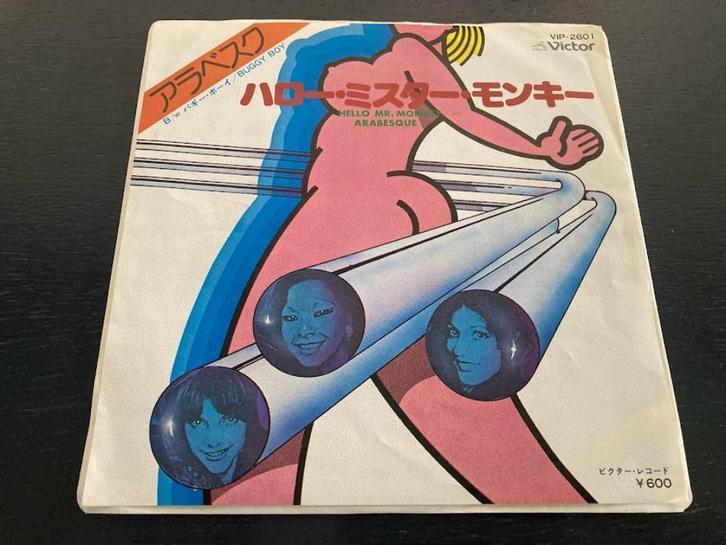 アラベスク
B/W バギー・ボーイ/BUGGY BOY
VIP-2601
Victor
ハロー・ミスター・モンキー
HELLO MR. MONKEY
ARABESQUE
ビクター・レコード
¥600